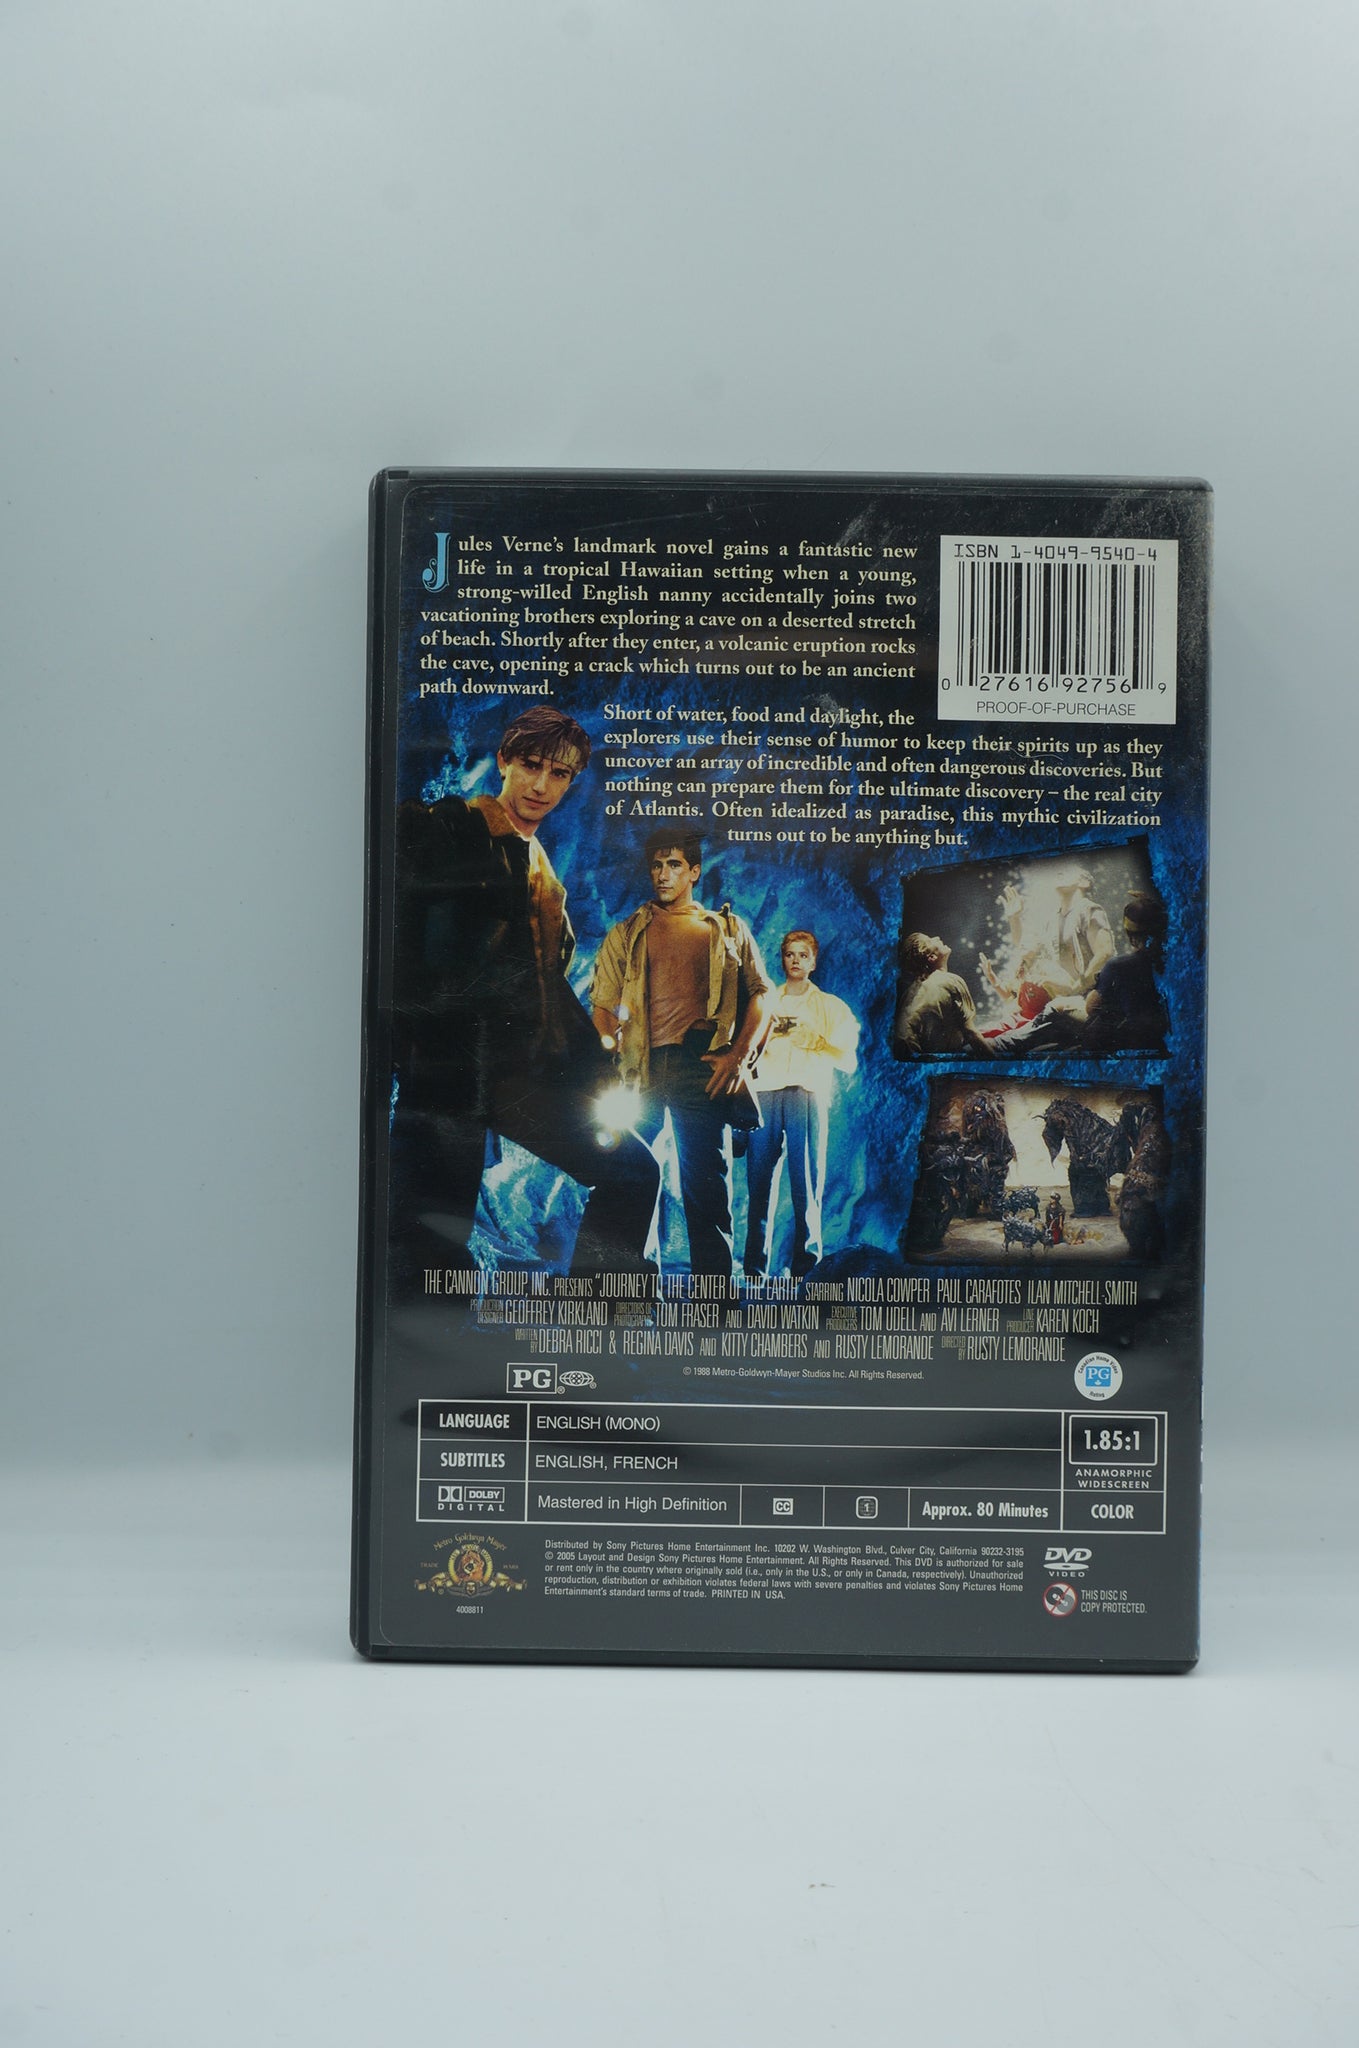 Jules Verne's landmark novel gains a fantastic new
life in a tropical Hawaiian setting when a young,
strong-willed English nanny accidentally joins two
vacationing brothers exploring a cave on a deserted stretch
of beach. Shortly after they enter, a volcanic eruption rocks
the cave, opening a crack which turns out to be an ancient
path downward.
ISBN 1-4049-9540-4
0 27616 92756 9
PROOF-OF-PURCHASE
Short of water, food and daylight, the
explorers use their sense of humor to keep their spirits up as they
uncover an array of incredible and often dangerous discoveries. But
nothing can prepare them for the ultimate discovery – the real city
of Atlantis. Often idealized as paradise, this mythic civilization
turns out to be anything but.
THE CANNON GROUP, INC. PRESENTS "JOURNEY TO THE CENTER OF THE EARTH" STARRING NICOLA COWPER PAUL CARAFOTES ILAN MITCHELL-SMITH
PRODUCTION DESIGNER GEOFFREY KIRKLAND DIRECTORS OF PHOTOGRAPHY TOM FRASER AND DAVID WATKIN EXECUTIVE PRODUCERS TOM UDELL AND AVI LERNER LINE PRODUCER KAREN KOCH
WRITTEN BY DEBRA RICCI & REGINA DAVIS AND KITTY CHAMBERS AND RUSTY LEMORANDE DIRECTED BY RUSTY LEMORANDE
PG ®
© 1988 Metro-Goldwyn-Mayer Studios Inc. All Rights Reserved.
Canadian Home Video
PG
LANGUAGE ENGLISH (MONO)
SUBTITLES ENGLISH, FRENCH
1.85:1
ANAMORPHIC
WIDESCREEN
DOLBY
DIGITAL
Mastered in High Definition
CC
1
Approx. 80 Minutes
COLOR
Metro Goldwyn Mayer
TRADE MARK
4008811
Distributed by Sony Pictures Home Entertainment Inc. 10202 W. Washington Blvd., Culver City, California 90232-3195
© 2005 Layout and Design Sony Pictures Home Entertainment. All Rights Reserved. This DVD is authorized for sale
or rent only in the country where originally sold (i.e., only in the U.S., or only in Canada, respectively). Unauthorized
reproduction, distribution or exhibition violates federal laws with severe penalties and violates Sony Pictures Home
Entertainment's standard terms of trade. PRINTED IN USA.
DVD
VIDEO
THIS DISC IS
COPY PROTECTED.